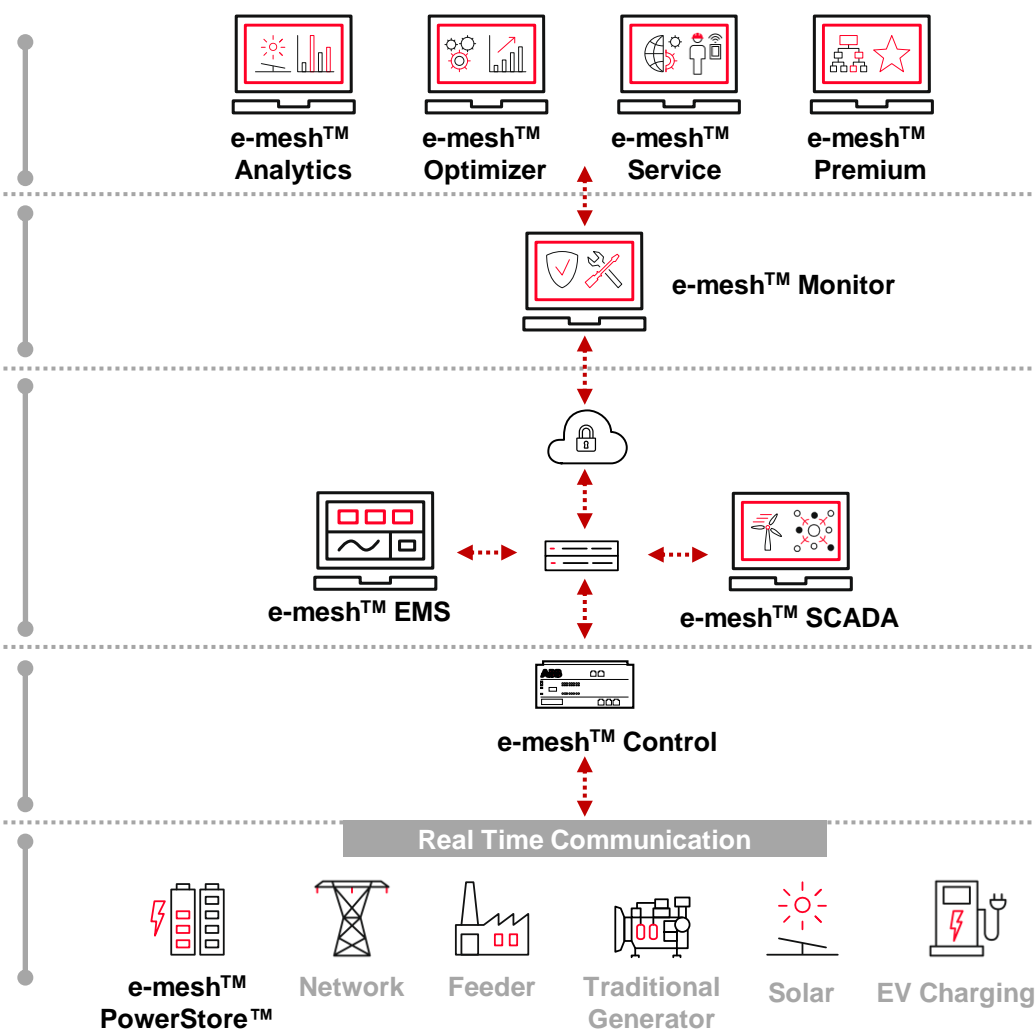 e-mesh™ e-mesh™ e-mesh™ e-mesh™
Analytics Optimizer Service Premium
e-mesh™ Monitor
e-mesh™ EMS
e-mesh™ SCADA
ABB
e-mesh™ Control
Real Time Communication
e-mesh™ Network Feeder Traditional Solar EV Charging
PowerStore™ Generator